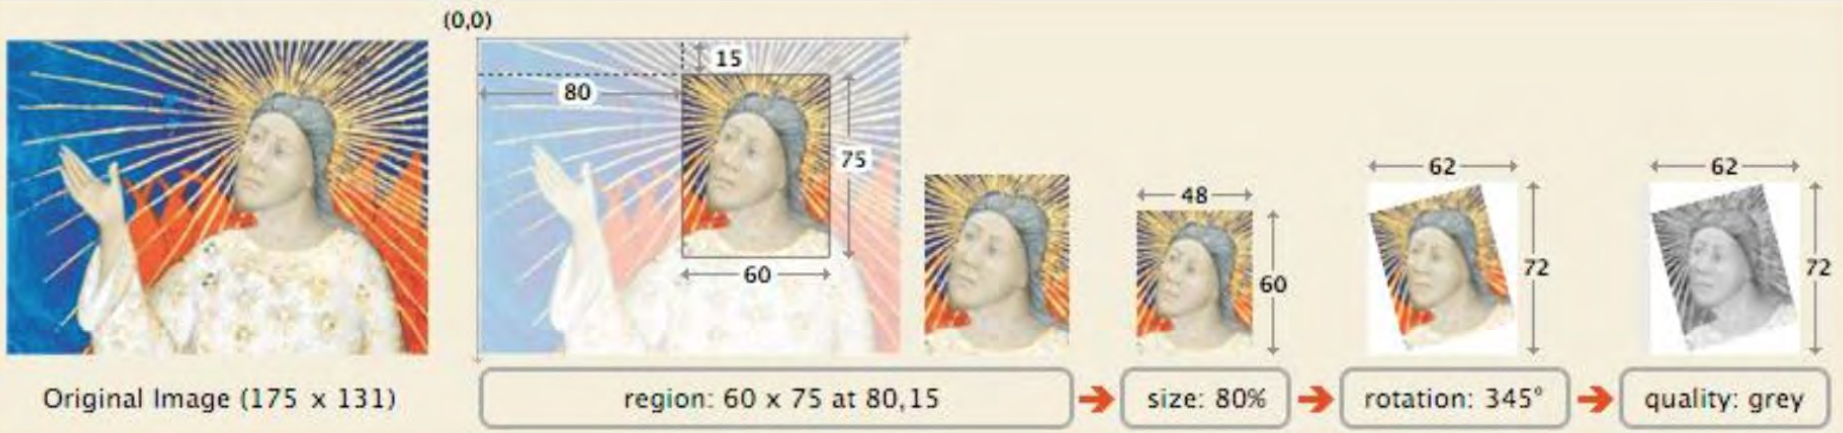 (0,0)
15
80
75
60
48
60
62
72
62
72
Original Image (175 x 131)
region: 60 x 75 at 80,15
size: 80%
rotation: 345°
quality: grey